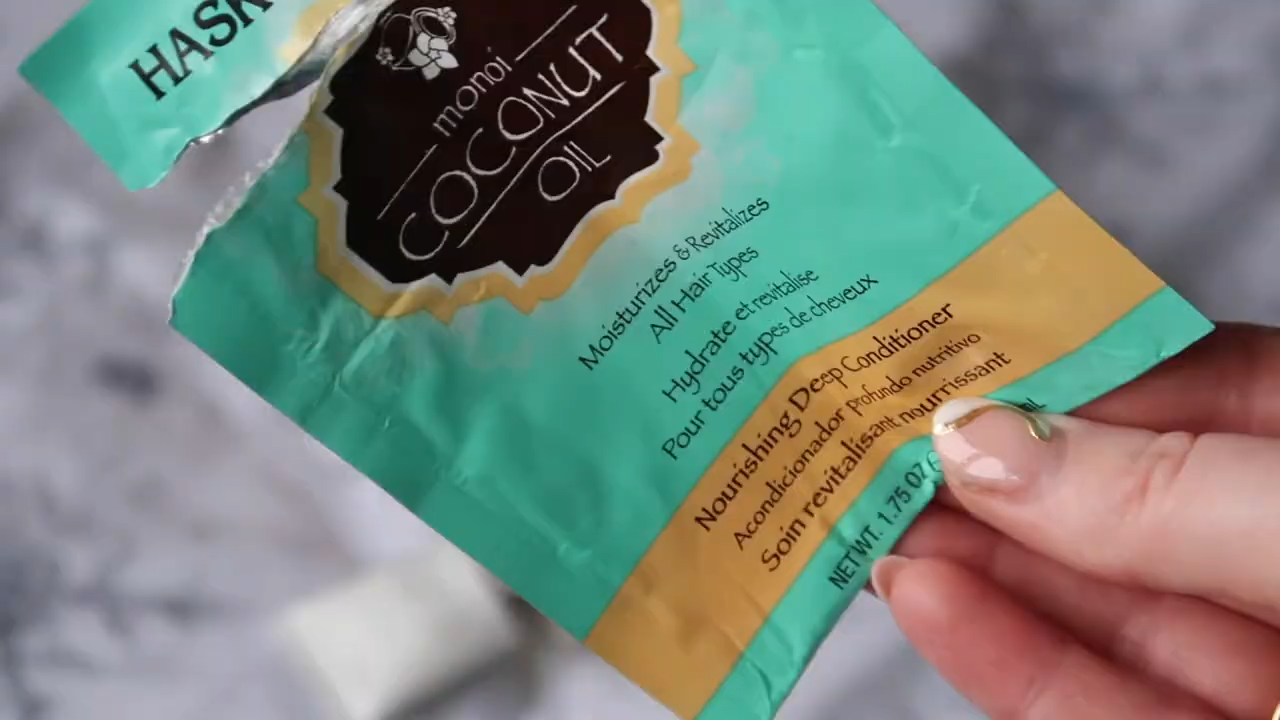 HASK
monoi
COCONUT
OIL
Moisturizes & Revitalizes
All Hair Types
Hydrate et revitalise
Pour tous types de cheveux
Nourishing Deep Conditioner
Acondicionador profundo nutritivo
Soin revitalisant nourrissant
NET WT. 1.75 OZ mL